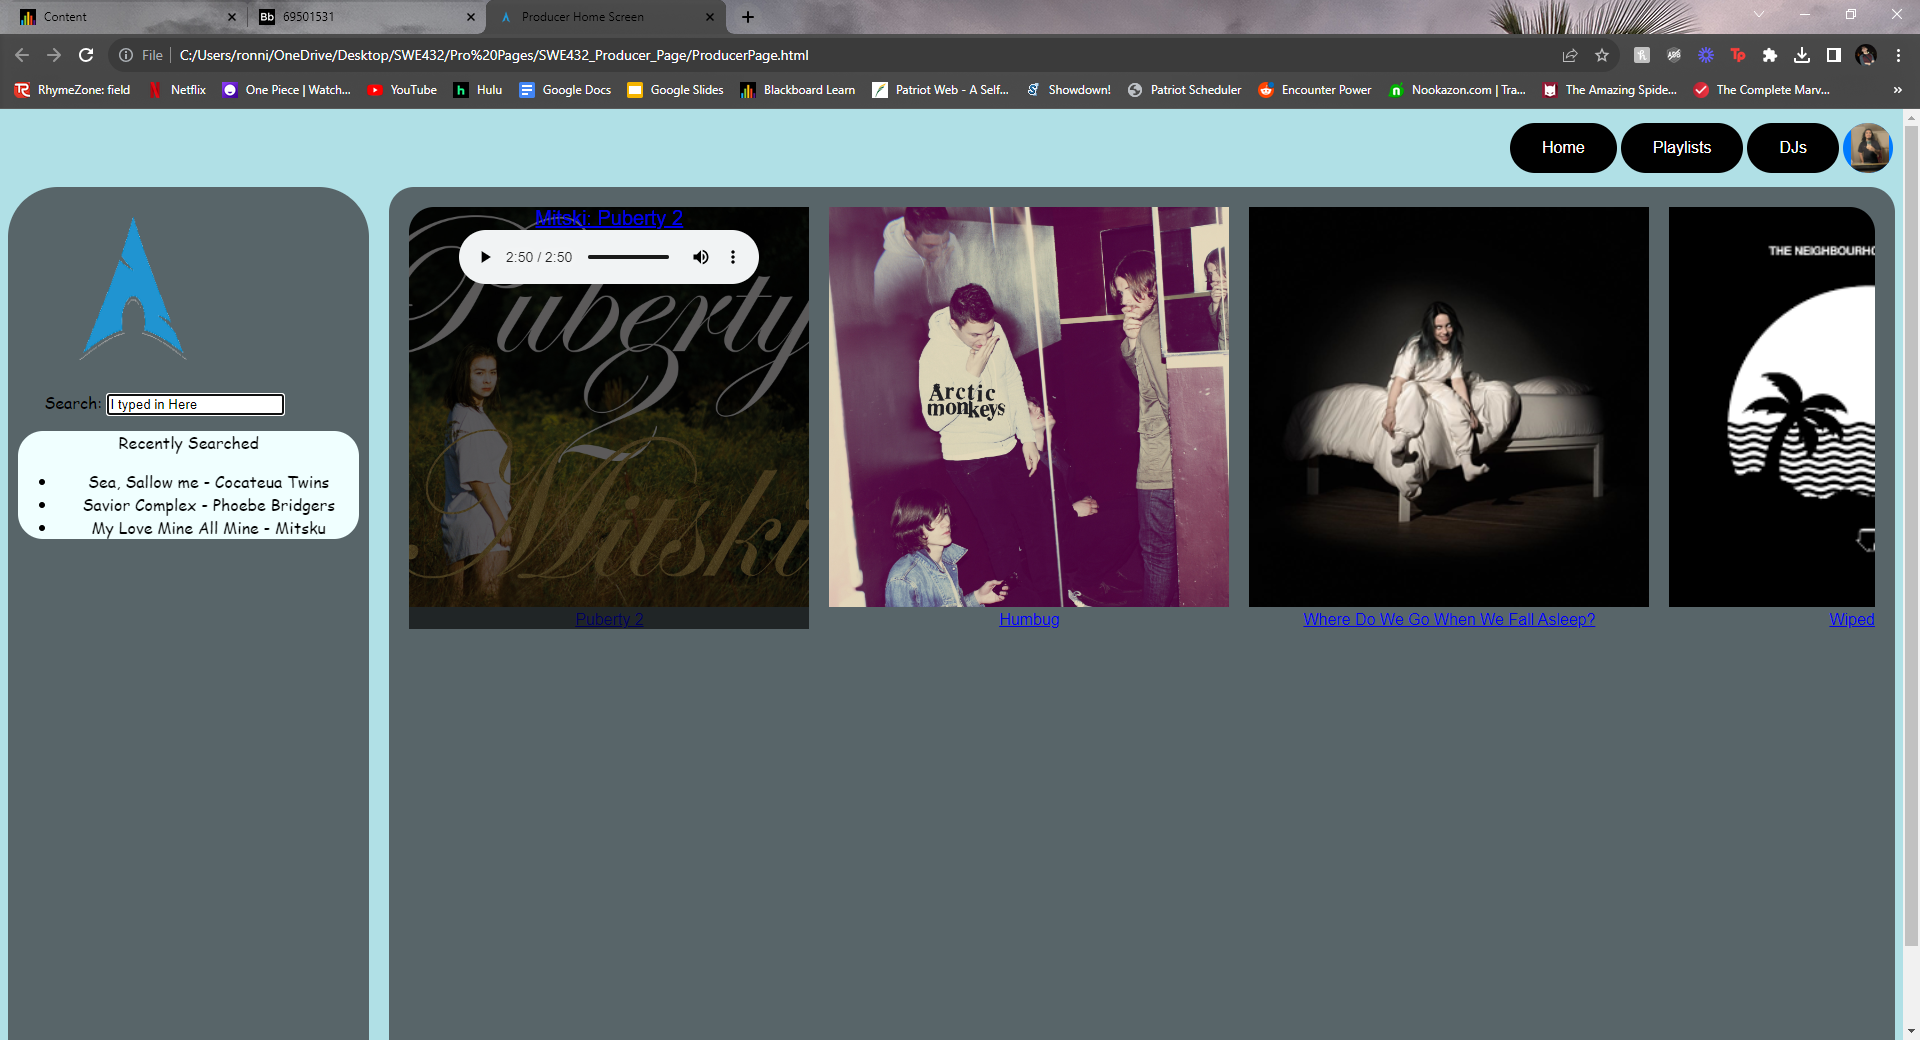 Content
Bb 69501531
Producer Home Screen
File C:/Users/ronni/OneDrive/Desktop/SWE432/Pro%20Pages/SWE432_Producer_Page/ProducerPage.html
ABG Tp
RhymeZone: field Netflix One Piece | Watch... YouTube Hulu Google Docs Google Slides Blackboard Learn Patriot Web - A Self... Showdown! Patriot Scheduler Encounter Power Nookazon.com | Tra... The Amazing Spide... The Complete Marv... »
Home Playlists DJs
Search: I typed in Here
Recently Searched
Sea, Sallow me - Cocateua Twins
Savior Complex - Phoebe Bridgers
My Love Mine All Mine - Mitsku
Mitski: Puberty 2
2:50 / 2:50
Puberty
2
Mitski
Puberty 2
Arctic
monkeys
Humbug
Where Do We Go When We Fall Asleep?
THE NEIGHBOURHO
Wiped